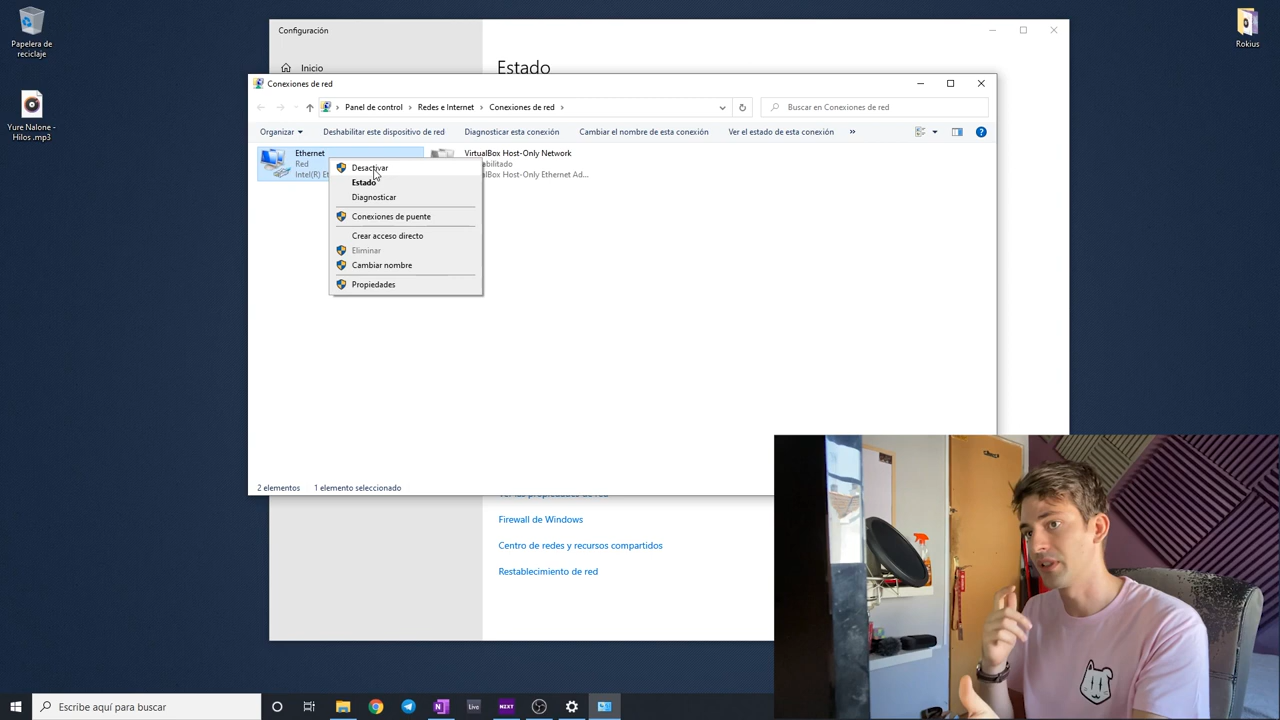 Papelera de
reciclaje
Yure Nalone -
Hilos .mp3
Rokius
Configuración
Inicio
Estado
Conexiones de red
Panel de control › Redes e Internet › Conexiones de red ›
Buscar en Conexiones de red
Organizar
Deshabilitar este dispositivo de red
Diagnosticar esta conexión
Cambiar el nombre de esta conexión
Ver el estado de esta conexión
»
Ethernet
Red
Intel(R)
VirtualBox Host-Only Network
Host-Only Ethernet Ad...
Desactivar
Estado
Diagnosticar
Conexiones de puente
Crear acceso directo
Eliminar
Cambiar nombre
Propiedades
2 elementos
1 elemento seleccionado
Firewall de Windows
Centro de redes y recursos compartidos
Restablecimiento de red
Escribe aquí para buscar
Live
NZXT